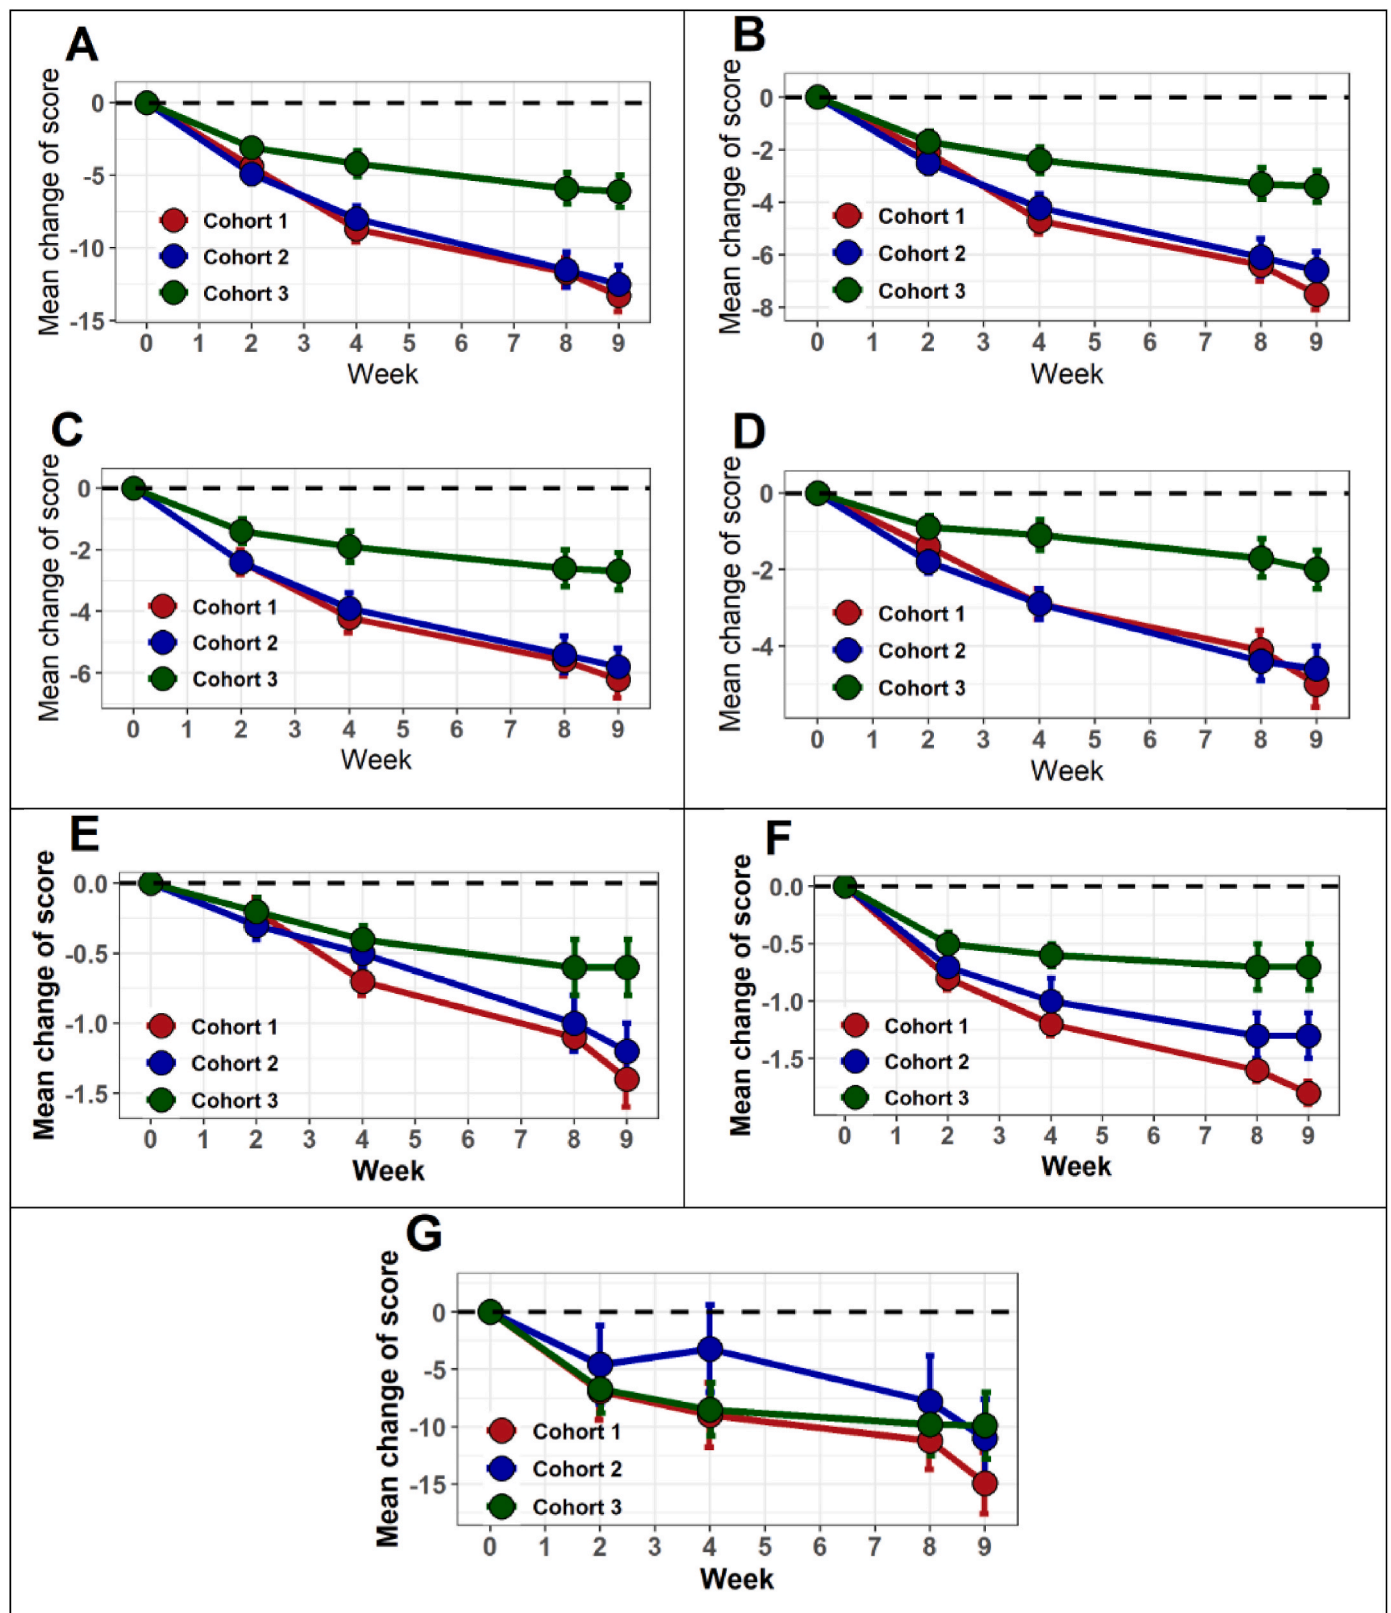 A
Mean change of score
0
-5
-10
-15
Cohort 1
Cohort 2
Cohort 3
0 1 2 3 4 5 6 7 8 9
Week
B
Mean change of score
0
-2
-4
-6
-8
Cohort 1
Cohort 2
Cohort 3
0 1 2 3 4 5 6 7 8 9
Week
C
Mean change of score
0
-2
-4
-6
Cohort 1
Cohort 2
Cohort 3
0 1 2 3 4 5 6 7 8 9
Week
D
Mean change of score
0
-2
-4
Cohort 1
Cohort 2
Cohort 3
0 1 2 3 4 5 6 7 8 9
Week
E
Mean change of score
0.0
-0.5
-1.0
-1.5
Cohort 1
Cohort 2
Cohort 3
0 1 2 3 4 5 6 7 8 9
Week
F
Mean change of score
0.0
-0.5
-1.0
-1.5
Cohort 1
Cohort 2
Cohort 3
0 1 2 3 4 5 6 7 8 9
Week
G
Mean change of score
0
-5
-10
-15
Cohort 1
Cohort 2
Cohort 3
0 1 2 3 4 5 6 7 8 9
Week